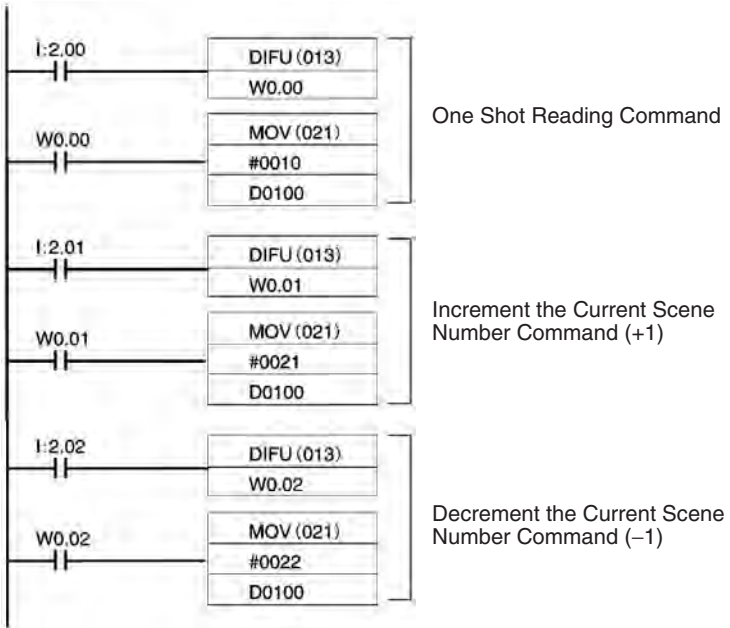 I:2.00
DIFU (013)
W0.00
W0.00
MOV (021)
#0010
D0100
One Shot Reading Command
I:2.01
DIFU (013)
W0.01
W0.01
MOV (021)
#0021
D0100
Increment the Current Scene
Number Command (+1)
I:2.02
DIFU (013)
W0.02
W0.02
MOV (021)
#0022
D0100
Decrement the Current Scene
Number Command (−1)